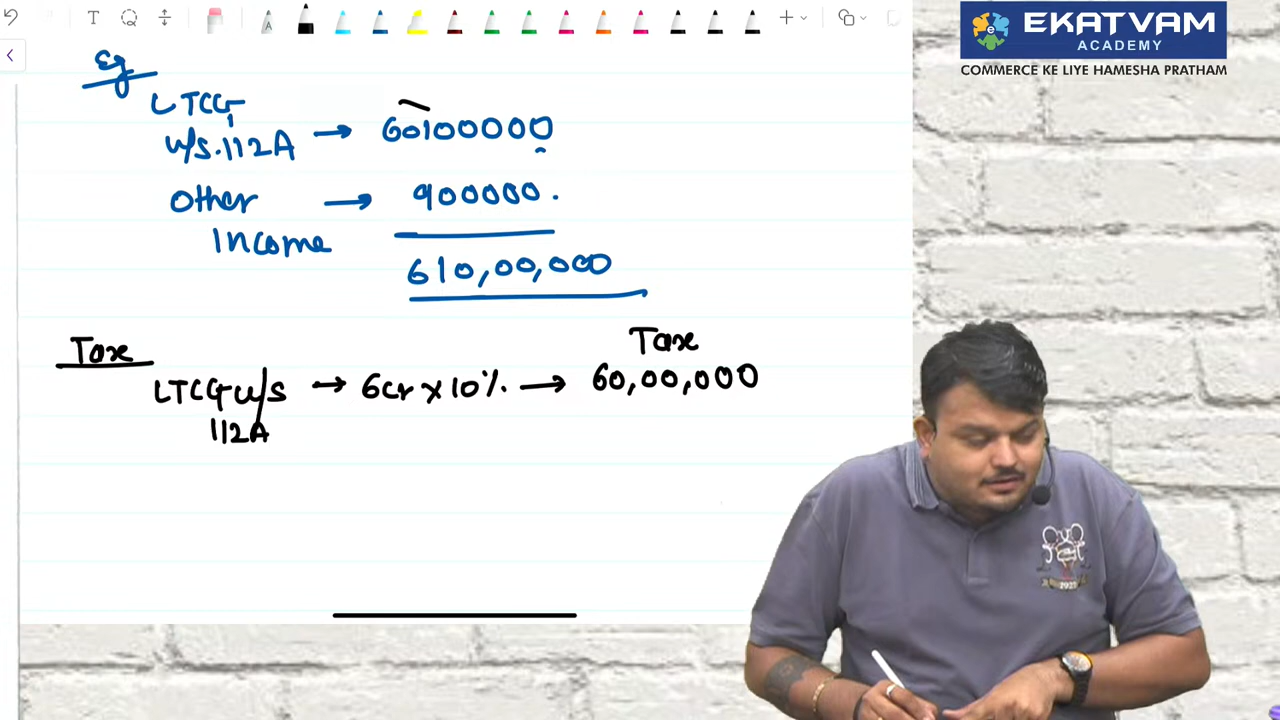 EKATVAM
ACADEMY
COMMERCE KE LIYE HAMESHA PRATHAM
T
A
Eg
LTCG
u/s.112A → 60100000
Other → 900000.
Income
610,00,000
Tax
Tax
LTCG u/s → 6cr x 10% → 60,00,000
112A